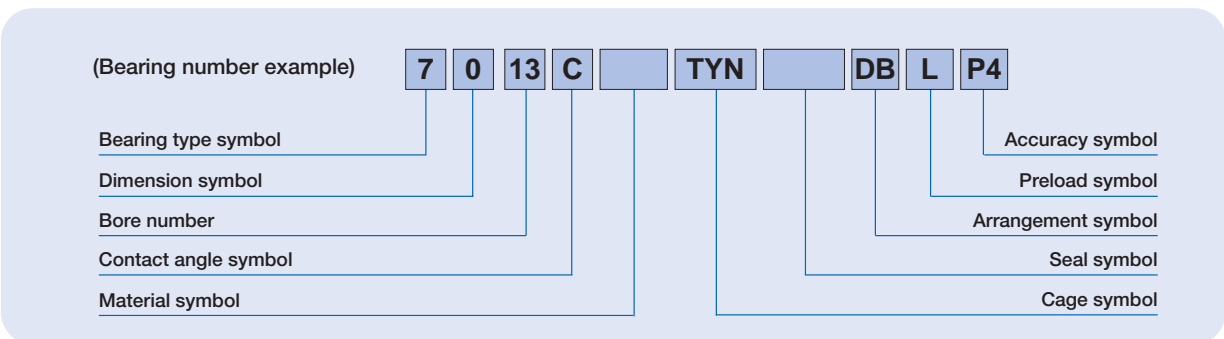 (Bearing number example) 7 0 13 C TYN DB L P4
Bearing type symbol Accuracy symbol
Dimension symbol Preload symbol
Bore number Arrangement symbol
Contact angle symbol Seal symbol
Material symbol Cage symbol